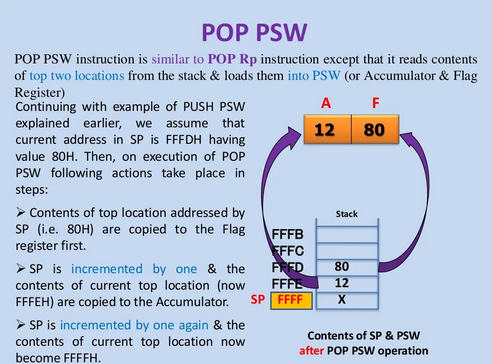 POP PSW
POP PSW instruction is similar to POP Rp instruction except that it reads contents
of top two locations from the stack & loads them into PSW (or Accumulator & Flag
Register)
Continuing with example of PUSH PSW
explained earlier, we assume that
current address in SP is FFFDH having
value 80H. Then, on execution of POP
PSW following actions take place in
steps:
➢ Contents of top location addressed by
SP (i.e. 80H) are copied to the Flag
register first.
➢ SP is incremented by one & the
contents of current top location (now
FFFEH) are copied to the Accumulator.
➢ SP is incremented by one again & the
contents of current top location now
become FFFFH.
A F
12 80
Stack
FFFB
FFFC
FFFD 80
FFFE 12
SP FFFF X
Contents of SP & PSW
after POP PSW operation